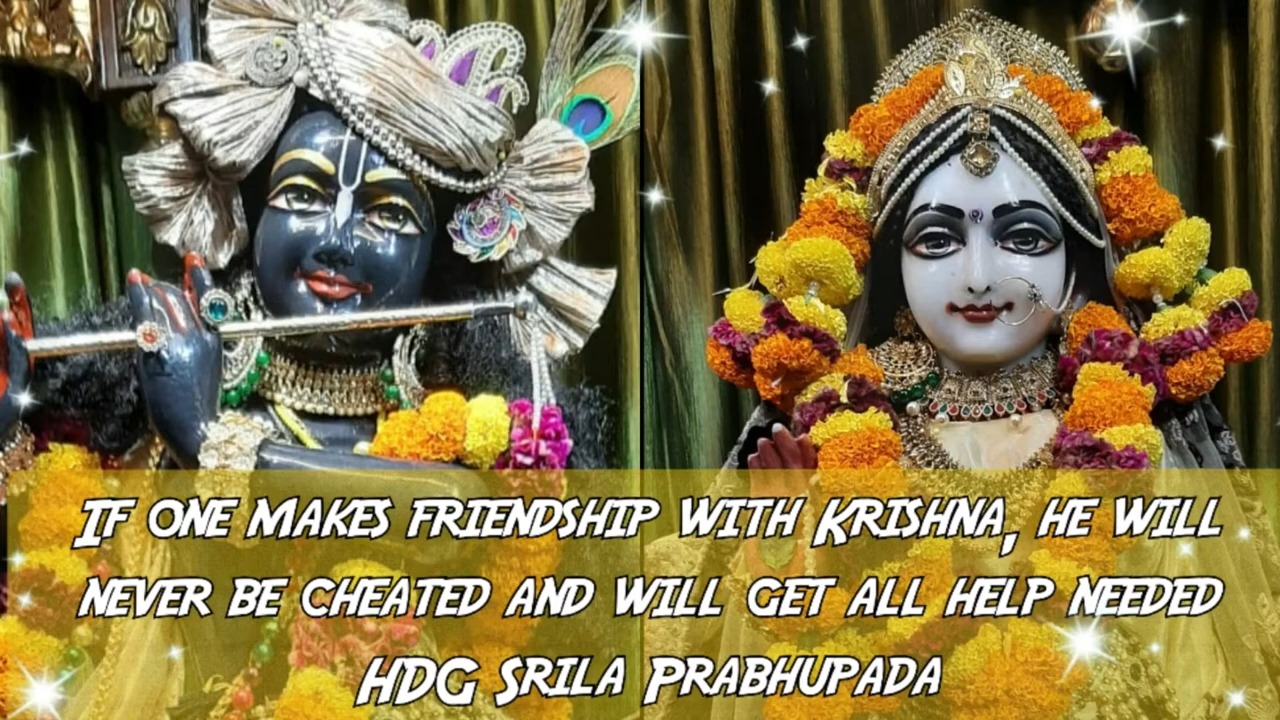 If one makes friendship with Krishna, he will
never be cheated and will get all help needed
HDG Srila Prabhupada